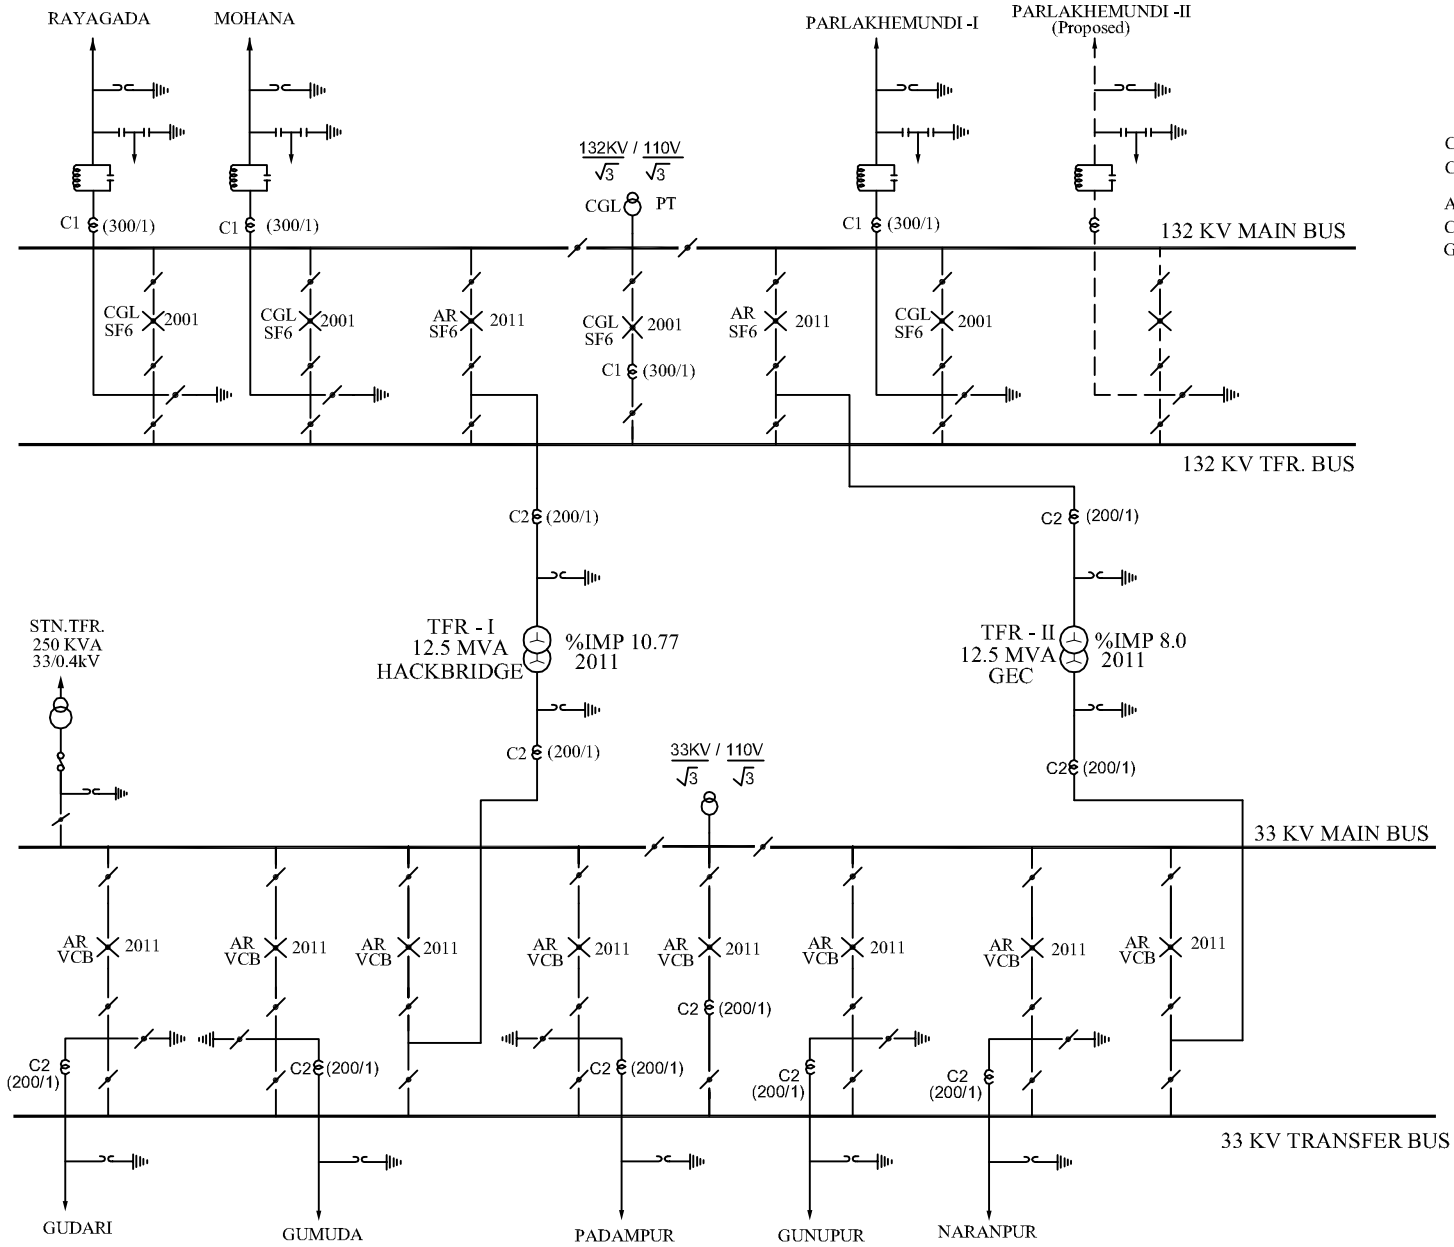 RAYAGADA
MOHANA
PARLAKHEMUNDI -I
PARLAKHEMUNDI -II
(Proposed)
132KV / 110V
√3 √3
CGL PT
C
C
A
C
G
C1 (300/1)
C1 (300/1)
C1 (300/1)
132 KV MAIN BUS
CGL
SF6 2001
CGL
SF6 2001
AR
SF6 2011
CGL
SF6 2001
C1 (300/1)
AR
SF6 2011
CGL
SF6 2001
132 KV TFR. BUS
C2 (200/1)
C2 (200/1)
STN.TFR.
250 KVA
33/0.4kV
TFR - I
12.5 MVA
HACKBRIDGE
%IMP 10.77
2011
TFR - II
12.5 MVA
GEC
%IMP 8.0
2011
C2 (200/1)
C2 (200/1)
33KV / 110V
√3 √3
33 KV MAIN BUS
AR
VCB 2011
AR
VCB 2011
AR
VCB 2011
AR
VCB 2011
AR
VCB 2011
AR
VCB 2011
AR
VCB 2011
AR
VCB 2011
C2 (200/1)
C2
(200/1)
C2 (200/1)
C2 (200/1)
C2
(200/1)
C2
(200/1)
33 KV TRANSFER BUS
GUDARI
GUMUDA
PADAMPUR
GUNUPUR
NARANPUR